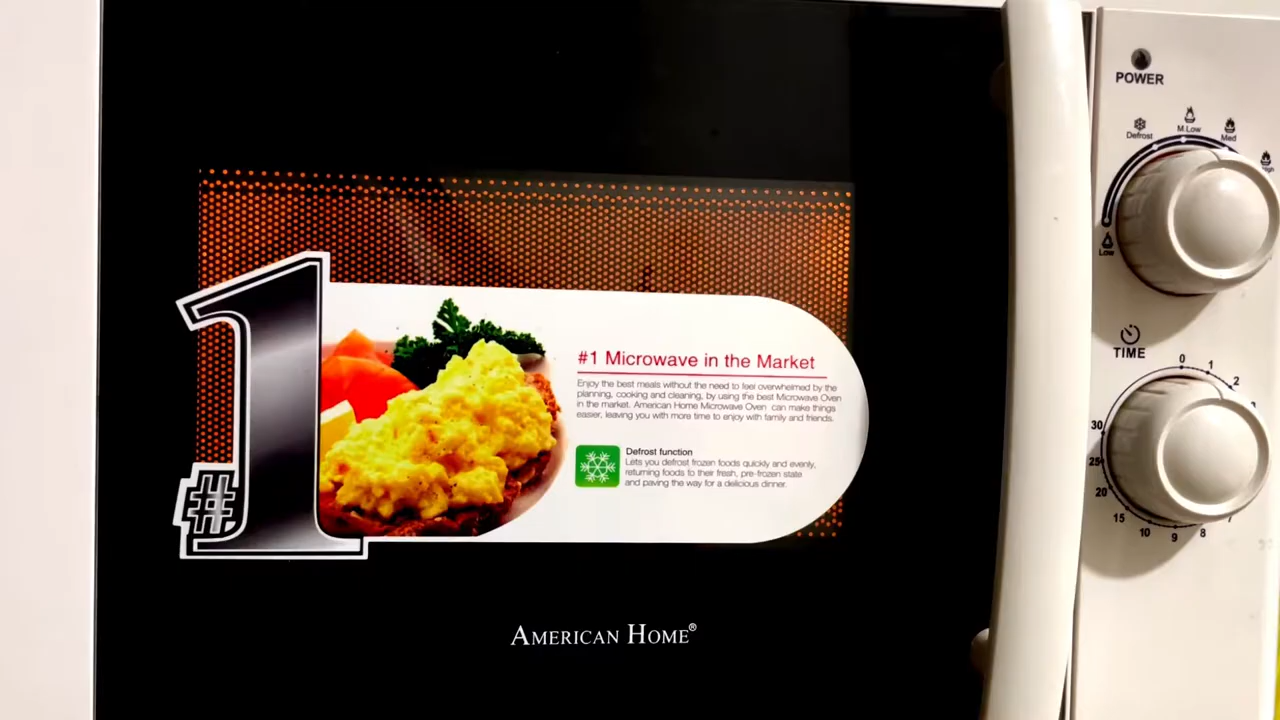 #1
#1 Microwave in the Market
Enjoy the best meals without the need to feel overwhelmed by the
planning, cooking and cleaning, by using the best Microwave Oven
in the market. American Home Microwave Oven can make things
easier, leaving you with more time to enjoy with family and friends.
Defrost function
Lets you defrost frozen foods quickly and evenly,
returning foods to their fresh, pre-frozen state
and paving the way for a delicious dinner.
AMERICAN HOME®
POWER
Low
Defrost
M.Low
Med
TIME
0
1
2
8
9
10
15
20
25
30